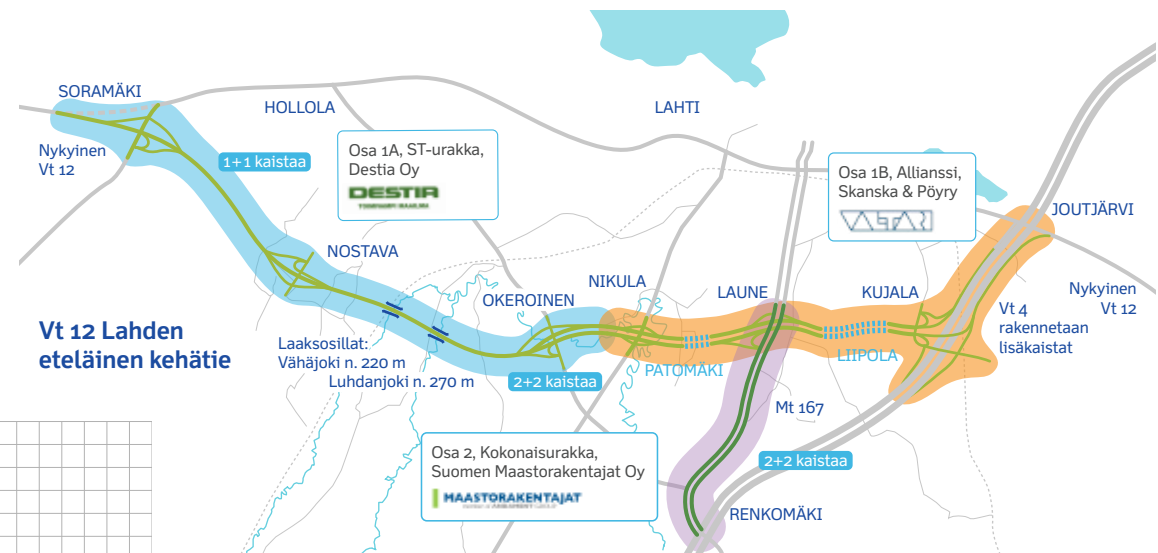 SORAMÄKI
HOLLOLA
LAHTI
Nykyinen
Vt 12
1+1 kaistaa
Osa 1A, ST-urakka,
Destia Oy
DESTIA
Osa 1B, Allianssi,
Skanska & Pöyry
VALTARI
JOUTJÄRVI
NOSTAVA
NIKULA
OKEROINEN
LAUNE
KUJALA
Nykyinen
Vt 12
Vt 4
rakennetaan
lisäkaistat
Vt 12 Lahden
eteläinen kehätie
Laaksosillat:
Vähäjoki n. 220 m
Luhdanjoki n. 270 m
2+2 kaistaa
PATOMÄKI
LIIPOLA
Mt 167
Osa 2, Kokonaisurakka,
Suomen Maastorakentajat Oy
MAASTORAKENTAJAT
2+2 kaistaa
RENKOMÄKI